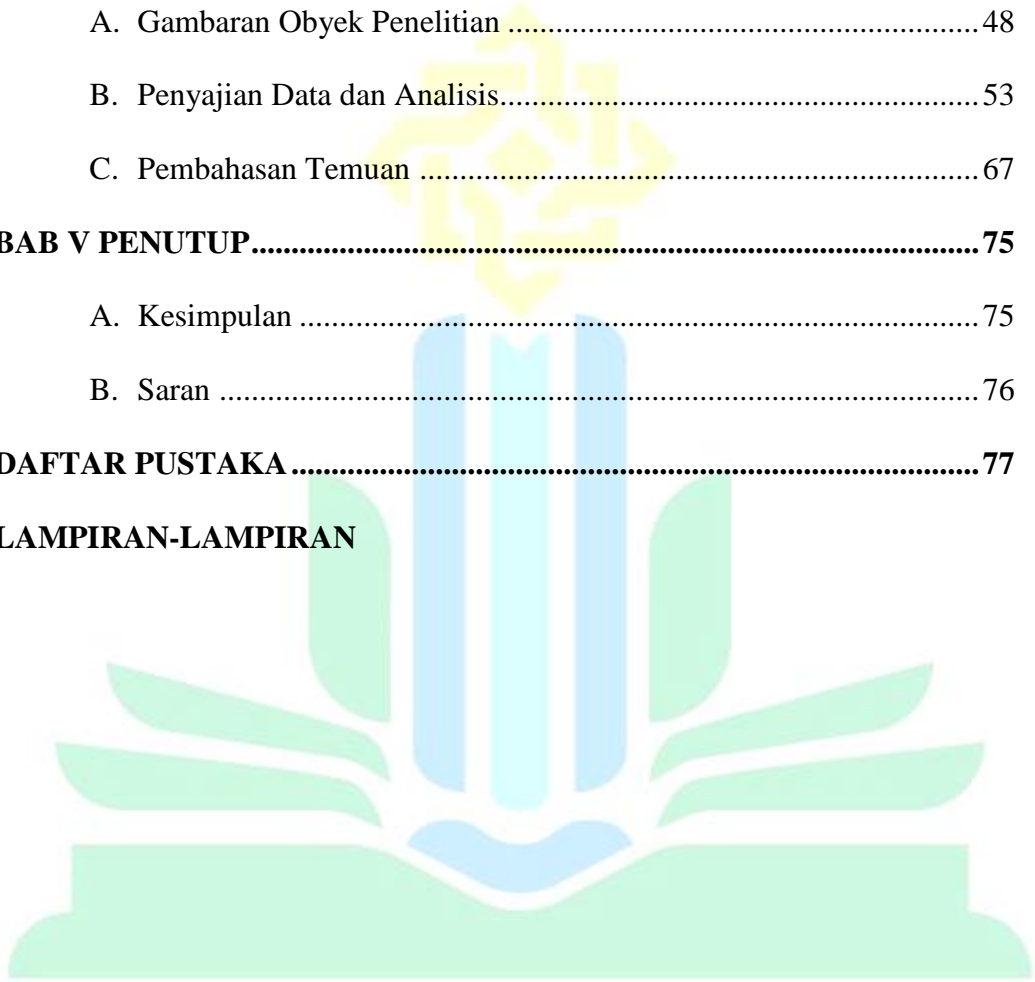 A. Gambaran Obyek Penelitian ............................................................ 48
B. Penyajian Data dan Analisis............................................................. 53
C. Pembahasan Temuan ....................................................................... 67
BAB V PENUTUP............................................................................................. 75
A. Kesimpulan ...................................................................................... 75
B. Saran ................................................................................................ 76
DAFTAR PUSTAKA ........................................................................................ 77
LAMPIRAN-LAMPIRAN